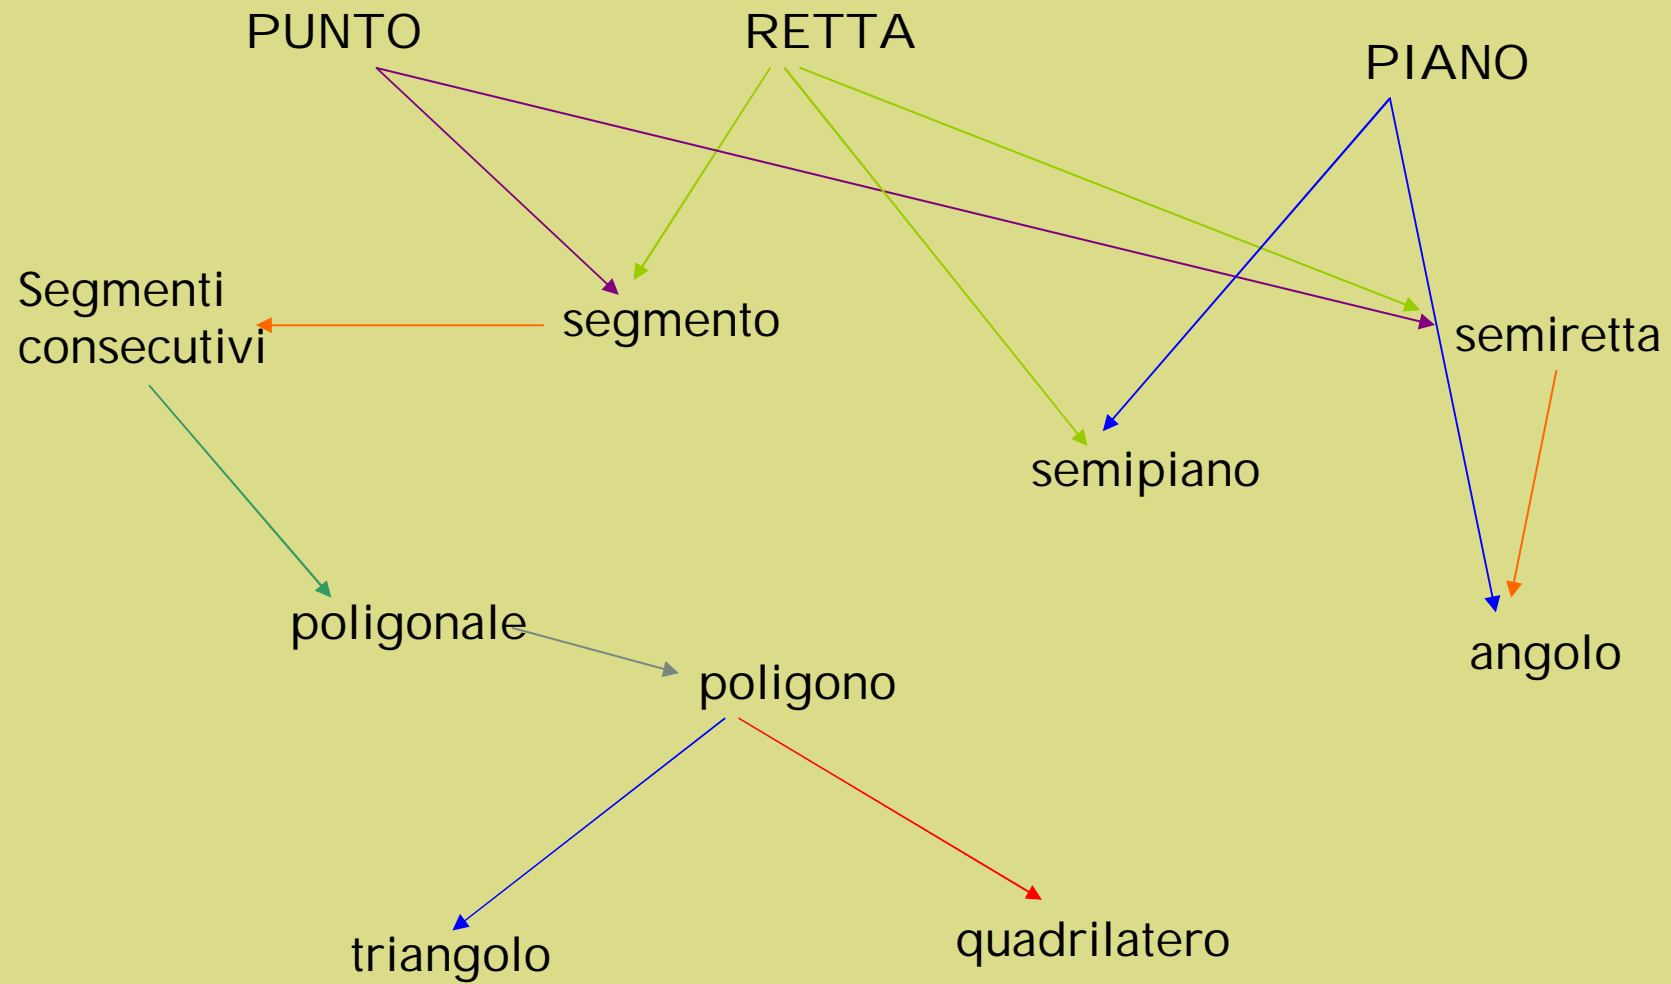 PUNTO
RETTA
PIANO
Segmenti
consecutivi
segmento
semiretta
semipiano
poligonale
angolo
poligono
triangolo
quadrilatero